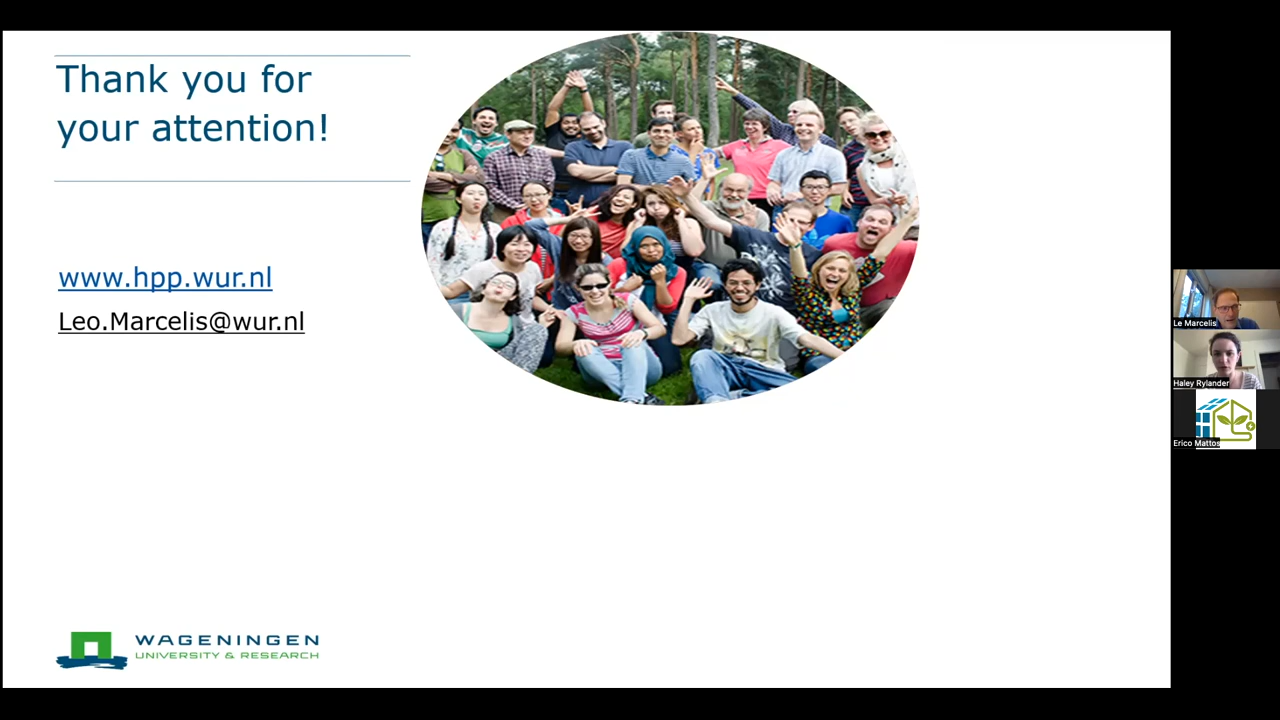 Thank you for
your attention!
www.hpp.wur.nl
Leo.Marcelis@wur.nl
WAGENINGEN
UNIVERSITY & RESEARCH
Le Marcelis
Haley Rylander
Erico Mattos